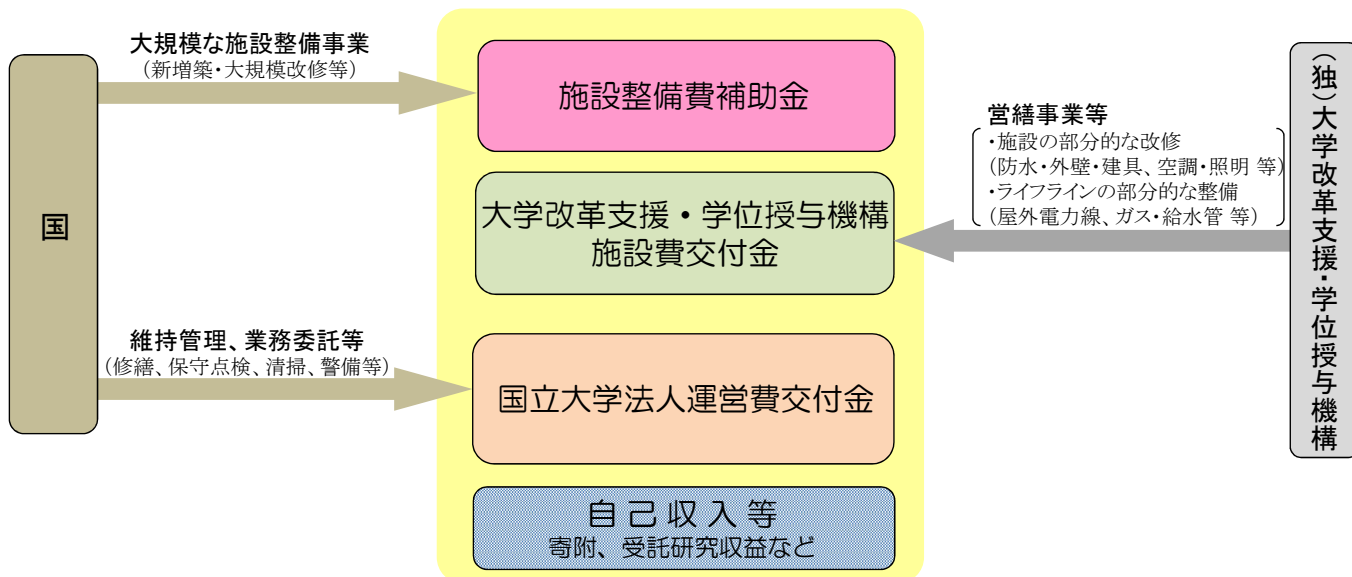 国
大規模な施設整備事業
（新増築・大規模改修等）
維持管理、業務委託等
（修繕、保守点検、清掃、警備等）
施設整備費補助金
大学改革支援・学位授与機構
施設費交付金
国立大学法人運営費交付金
自己収入等
寄附、受託研究収益など
営繕事業等
・施設の部分的な改修
（防水・外壁・建具、空調・照明 等）
・ライフラインの部分的な整備
（屋外電力線、ガス・給水管 等）
（独）大学改革支援・学位授与機構